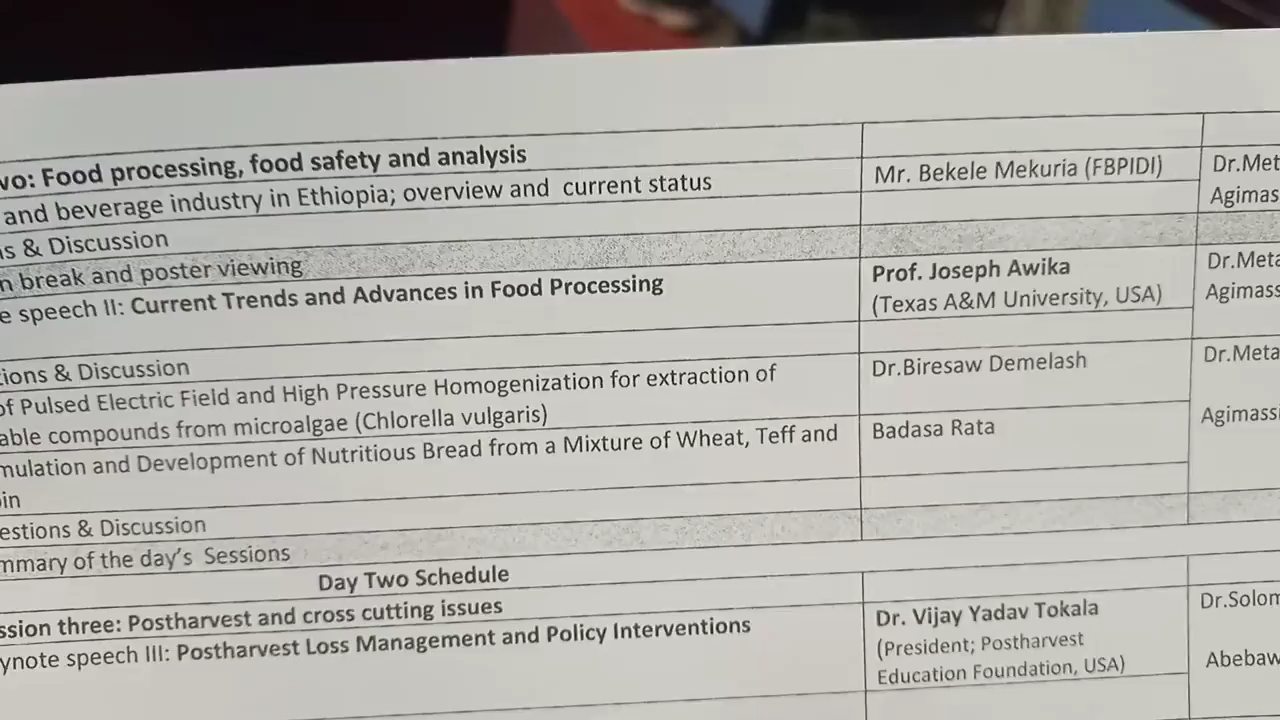 vo: Food processing, food safety and analysis
and beverage industry in Ethiopia; overview and current status
Mr. Bekele Mekuria (FBPIDI)
Dr.Met
Agimas
ns & Discussion
n break and poster viewing
e speech II: Current Trends and Advances in Food Processing
Prof. Joseph Awika
(Texas A&M University, USA)
Dr.Meta
Agimass
ions & Discussion
of Pulsed Electric Field and High Pressure Homogenization for extraction of
able compounds from microalgae (Chlorella vulgaris)
Dr.Biresaw Demelash
Dr.Meta
Agimassi
mulation and Development of Nutritious Bread from a Mixture of Wheat, Teff and
in
Badasa Rata
estions & Discussion
mmary of the day's Sessions
Day Two Schedule
ssion three: Postharvest and cross cutting issues
ynote speech III: Postharvest Loss Management and Policy Interventions
Dr. Vijay Yadav Tokala
(President; Postharvest
Education Foundation, USA)
Dr.Solom
Abebaw